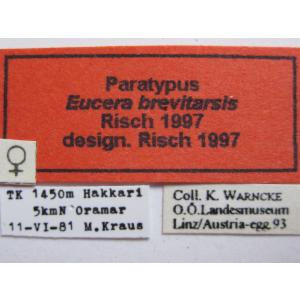 Paratypus
Eucera brevitarsis
Risch 1997
design. Risch 1997
♀
TK 1450m Hakkari
5kmN Oramar
11-VI-81 M.Kraus
Coll. K. WARNCKE
O.Ö.Landesmuseum
Linz/Austria-egg.93